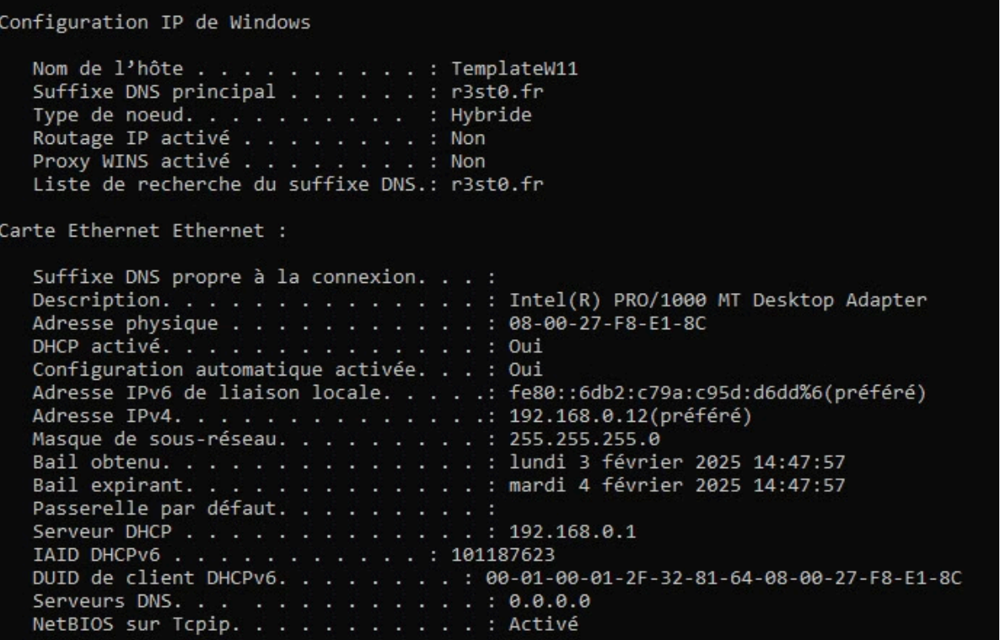 Configuration IP de Windows
Nom de l’hôte . . . . . . . . . . : TemplateW11
Suffixe DNS principal . . . . . . : r3st0.fr
Type de noeud. . . . . . . . . .  : Hybride
Routage IP activé . . . . . . . . : Non
Proxy WINS activé . . . . . . . . : Non
Liste de recherche du suffixe DNS.: r3st0.fr
Carte Ethernet Ethernet :
Suffixe DNS propre à la connexion. . . :
Description. . . . . . . . . . . . . . : Intel(R) PRO/1000 MT Desktop Adapter
Adresse physique . . . . . . . . . . . : 08-00-27-F8-E1-8C
DHCP activé. . . . . . . . . . . . . . : Oui
Configuration automatique activée. . . : Oui
Adresse IPv6 de liaison locale. . . . .: fe80::6db2:c79a:c95d:d6dd%6(préféré)
Adresse IPv4. . . . . . . . . . . . . .: 192.168.0.12(préféré)
Masque de sous-réseau. . . . . . . . . : 255.255.255.0
Bail obtenu. . . . . . . . . . . . . . : lundi 3 février 2025 14:47:57
Bail expirant. . . . . . . . . . . . . : mardi 4 février 2025 14:47:57
Passerelle par défaut. . . . . . . . . :
Serveur DHCP . . . . . . . . . . . . . : 192.168.0.1
IAID DHCPv6 . . . . . . . . . . . : 101187623
DUID de client DHCPv6. . . . . . . . : 00-01-00-01-2F-32-81-64-08-00-27-F8-E1-8C
Serveurs DNS. . .  . . . . . . . . . . : 0.0.0.0
NetBIOS sur Tcpip. . . . . . . . . . . : Activé